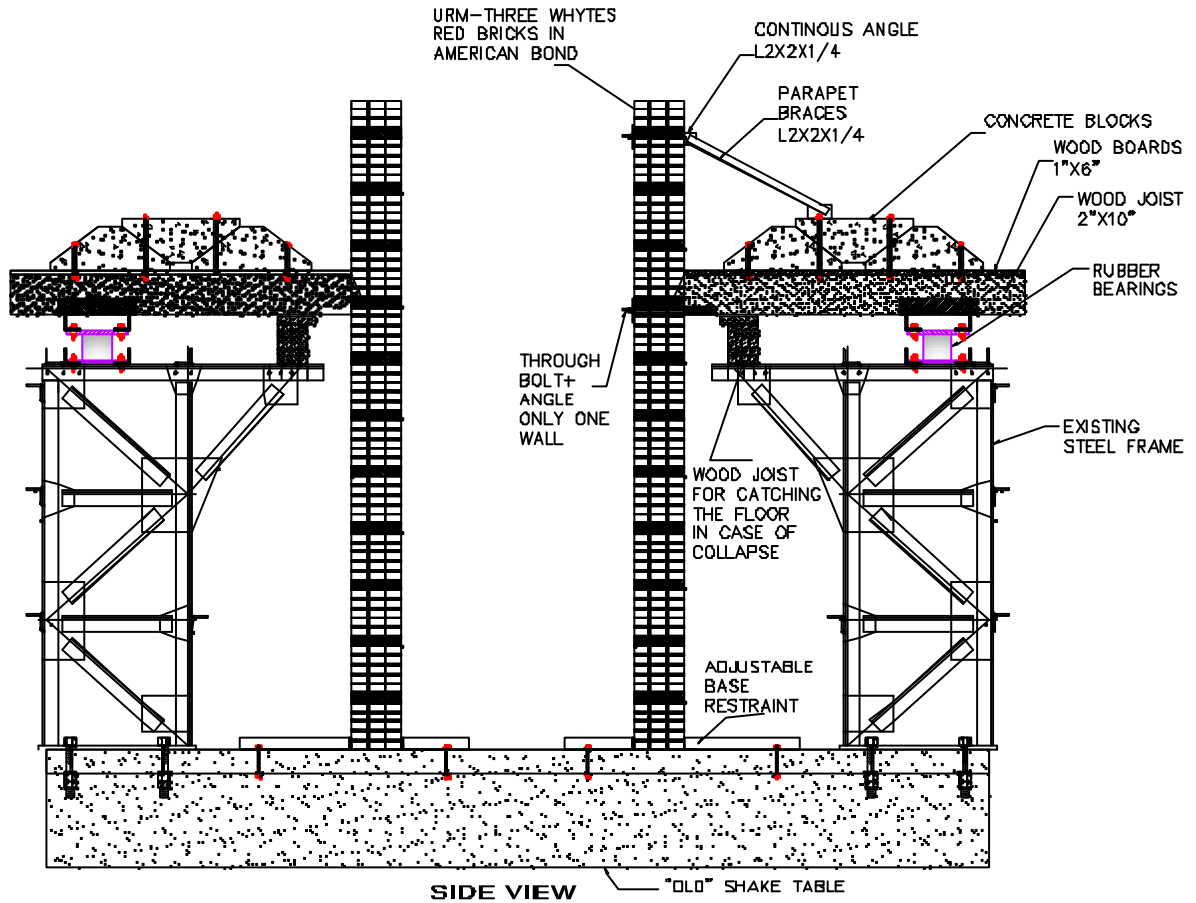 URM-THREE WHYTES
RED BRICKS IN
AMERICAN BOND
CONTINOUS ANGLE
L2X2X1/4
PARAPET
BRACES
L2X2X1/4
CONCRETE BLOCKS
WOOD BOARDS
1"X6"
WOOD JOIST
2"X10"
RUBBER
BEARINGS
THROUGH
BOLT+
ANGLE
ONLY ONE
WALL
EXISTING
STEEL FRAME
WOOD JOIST
FOR CATCHING
THE FLOOR
IN CASE OF
COLLAPSE
ADJUSTABLE
BASE
RESTRAINT
SIDE VIEW
"OLD" SHAKE TABLE